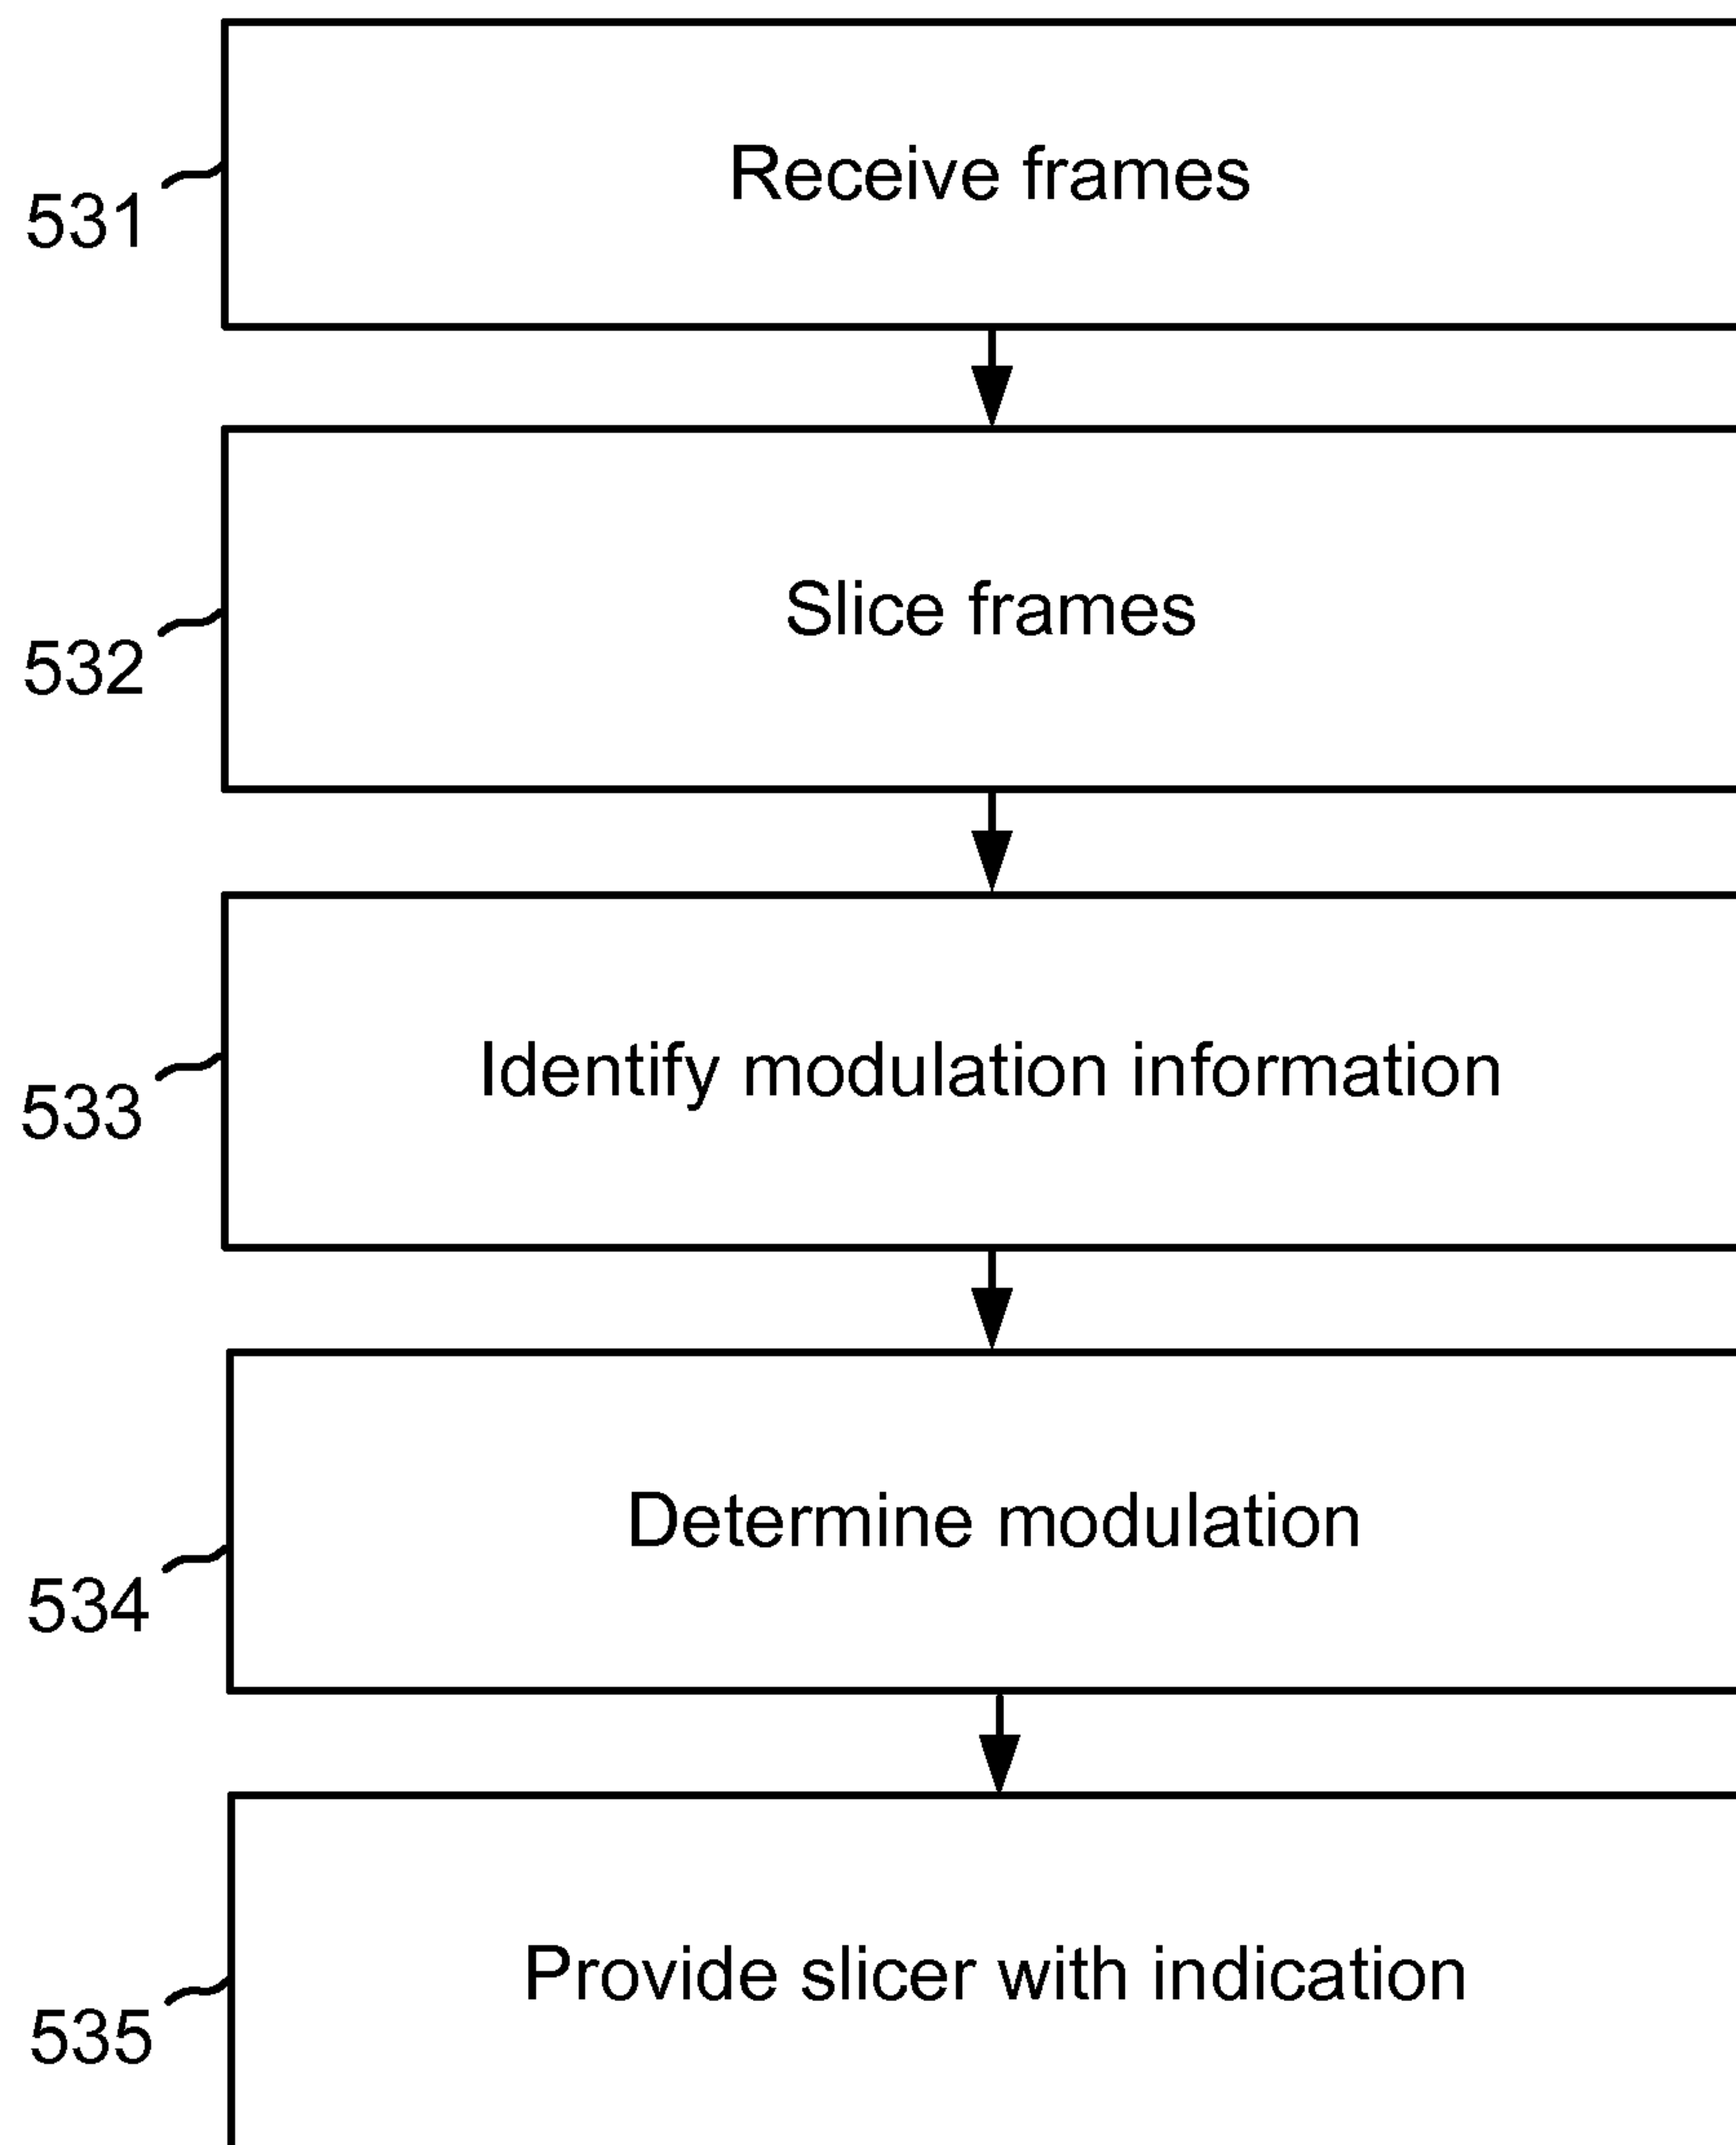 Receive frames
531
Slice frames
532
Identify modulation information
533
Determine modulation
534
Provide slicer with indication
535